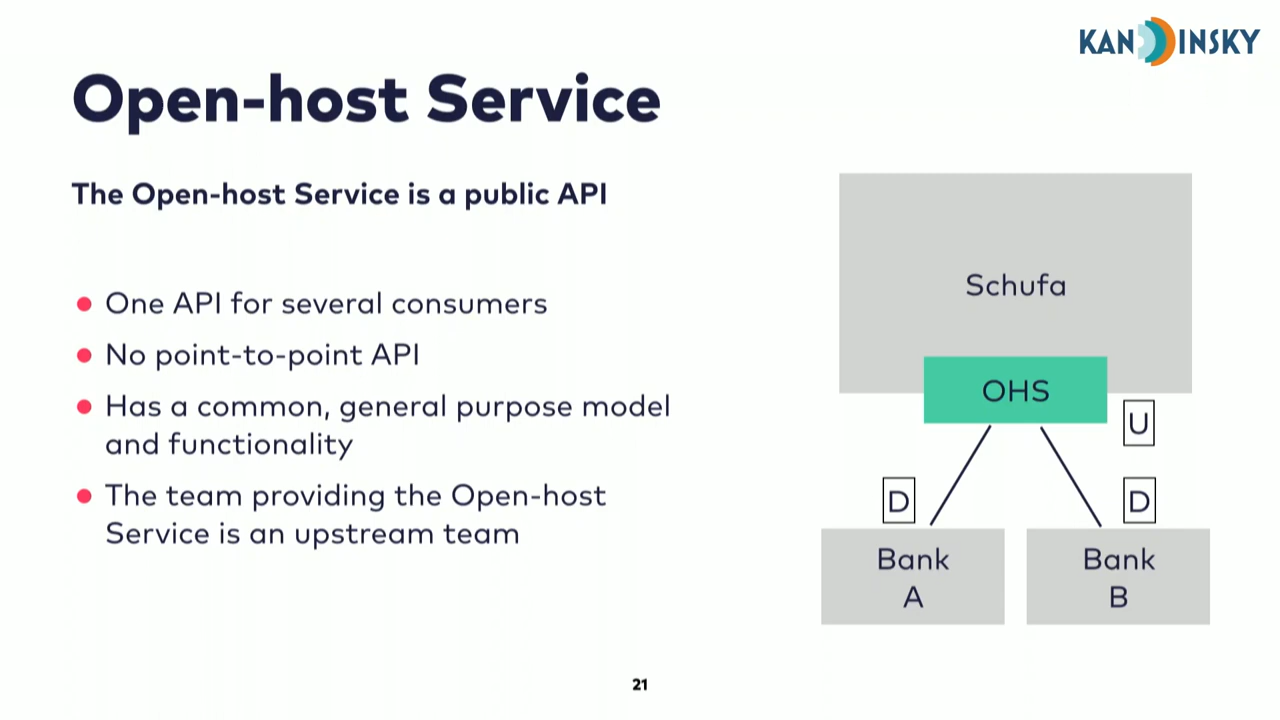 KANDDINSKY
Open-host Service
The Open-host Service is a public API
One API for several consumers
No point-to-point API
Has a common, general purpose model
and functionality
The team providing the Open-host
Service is an upstream team
Schufa
OHS
U
D
D
Bank
A
Bank
B
21